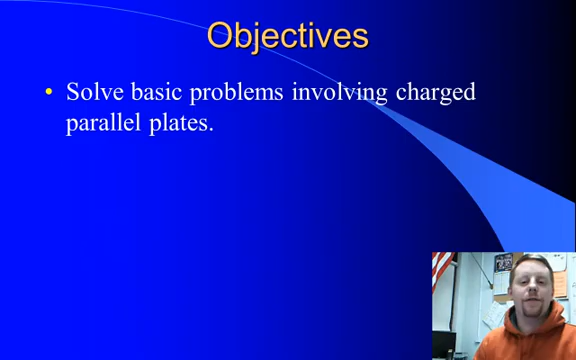 Objectives
• Solve basic problems involving charged
parallel plates.